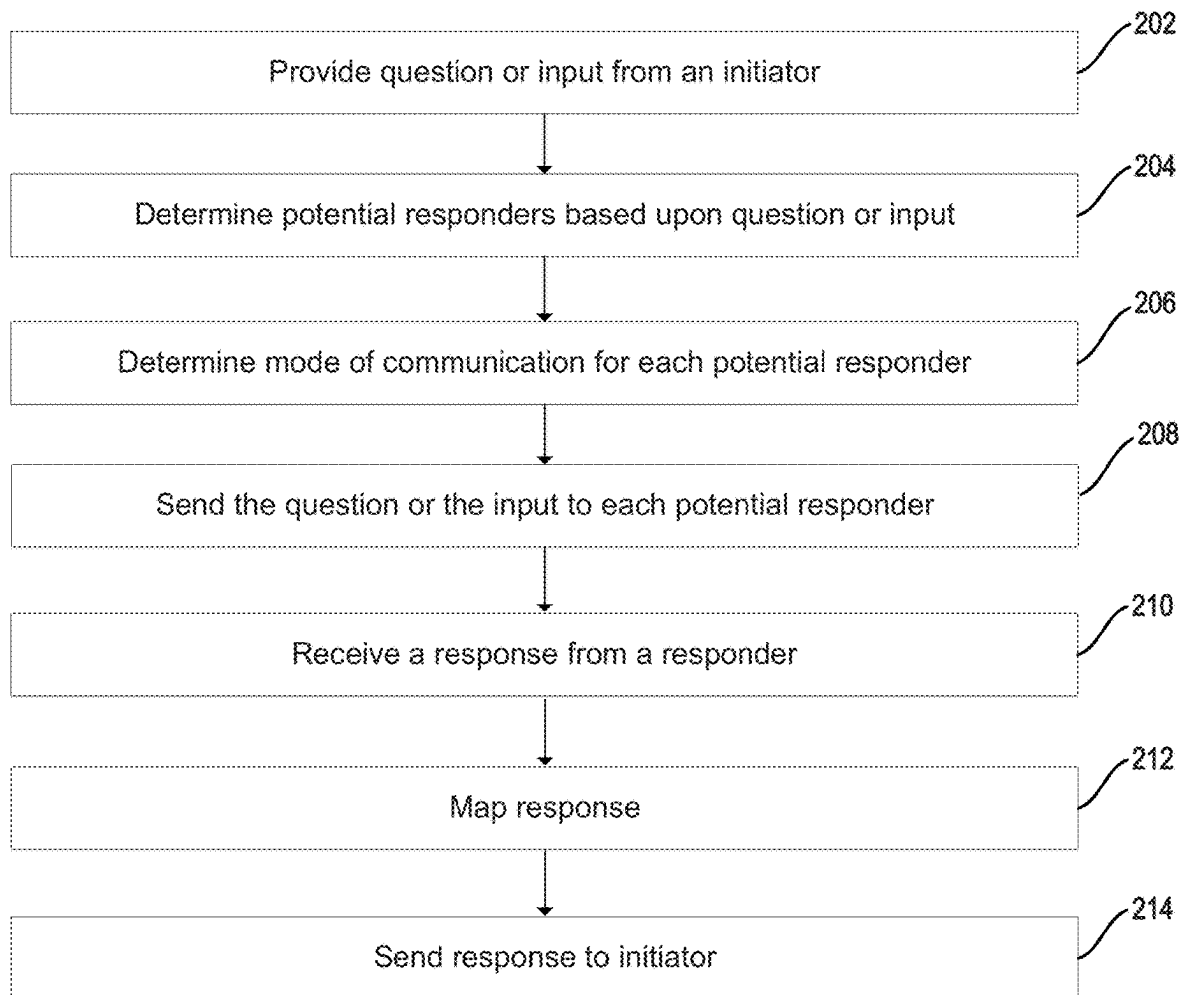 202
Provide question or input from an initiator
204
Determine potential responders based upon question or input
206
Determine mode of communication for each potential responder
208
Send the question or the input to each potential responder
210
Receive a response from a responder
212
Map response
214
Send response to initiator